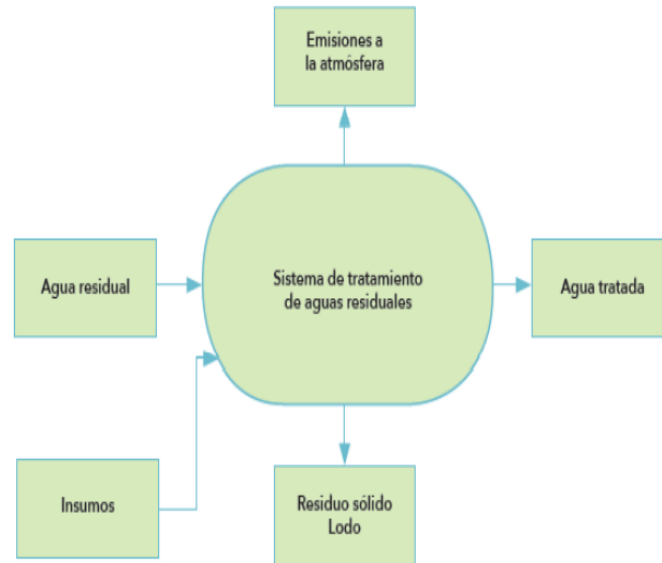 Emisiones a
la atmósfera
Agua residual
Sistema de tratamiento
de aguas residuales
Agua tratada
Insumos
Residuo sólido
Lodo